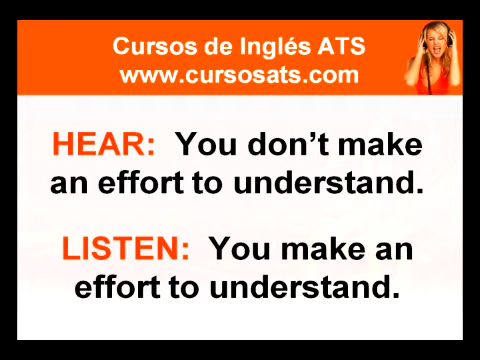 Cursos de Inglés ATS
www.cursosats.com
HEAR: You don't make
an effort to understand.
LISTEN: You make an
effort to understand.